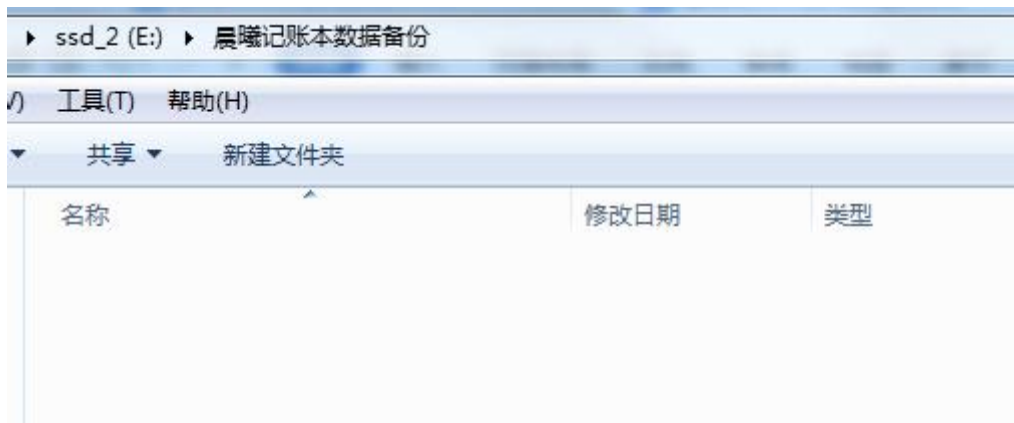 ssd_2 (E:) 晨曦记账本数据备份
) 工具(T) 帮助(H)
共享 新建文件夹
名称 修改日期 类型